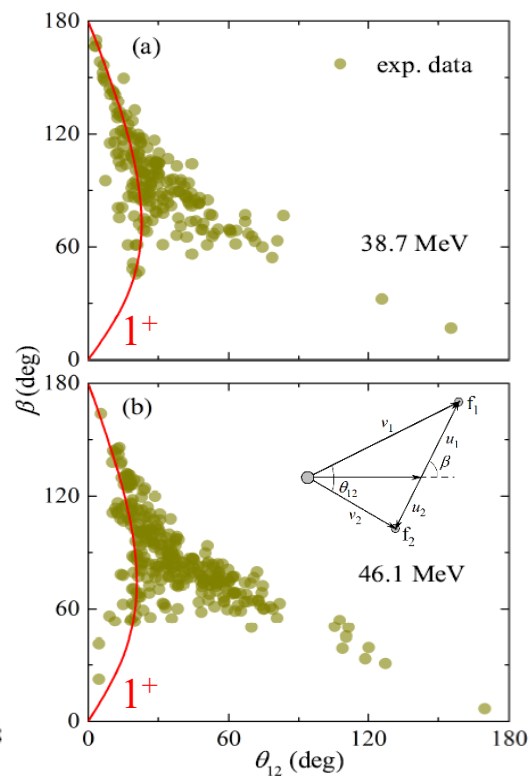 180
(a)
exp. data
120
60
38.7 MeV
1+
0
β (deg)
180
(b)
f₁
v₁
u₁
120
β
θ₁₂
v₂
u₂
f₂
46.1 MeV
60
1+
0
0
60
120
180
θ₁₂ (deg)